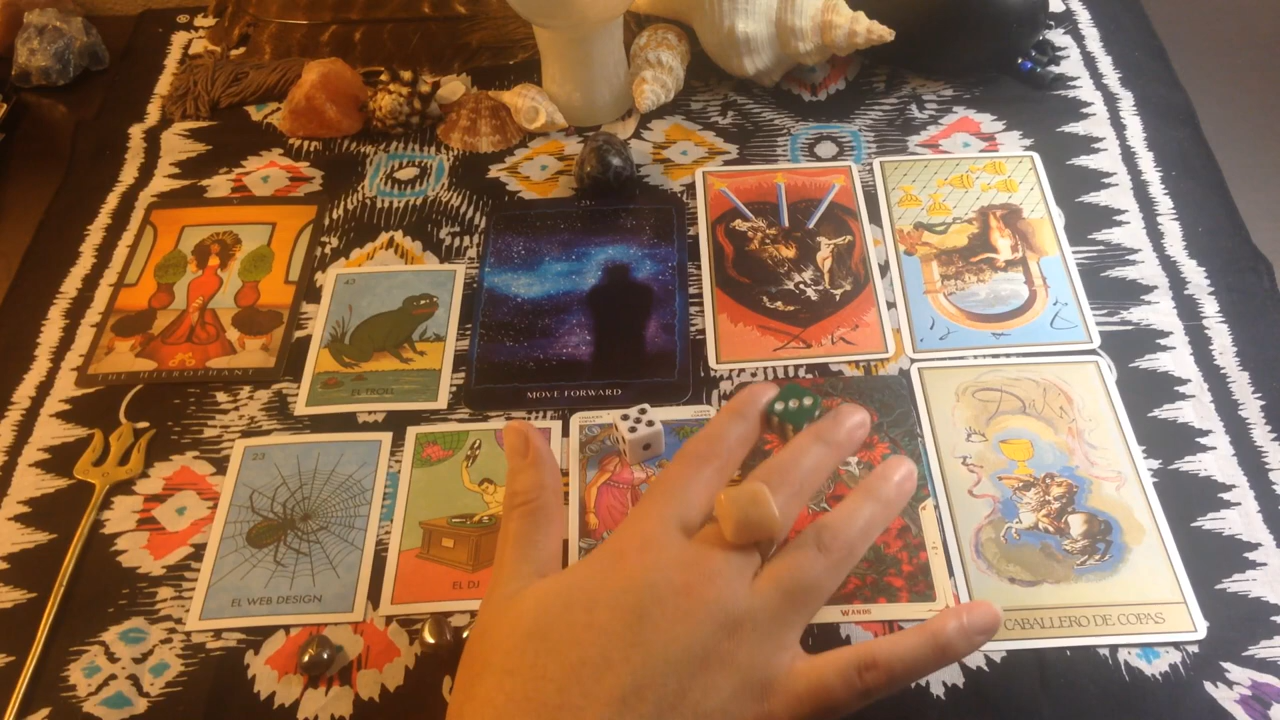 THE HIEROPHANT
43
EL TROLL
MOVE FORWARD
23
EL WEB DESIGN
EL DJ
WANDS
Dalí
CABALLERO DE COPAS